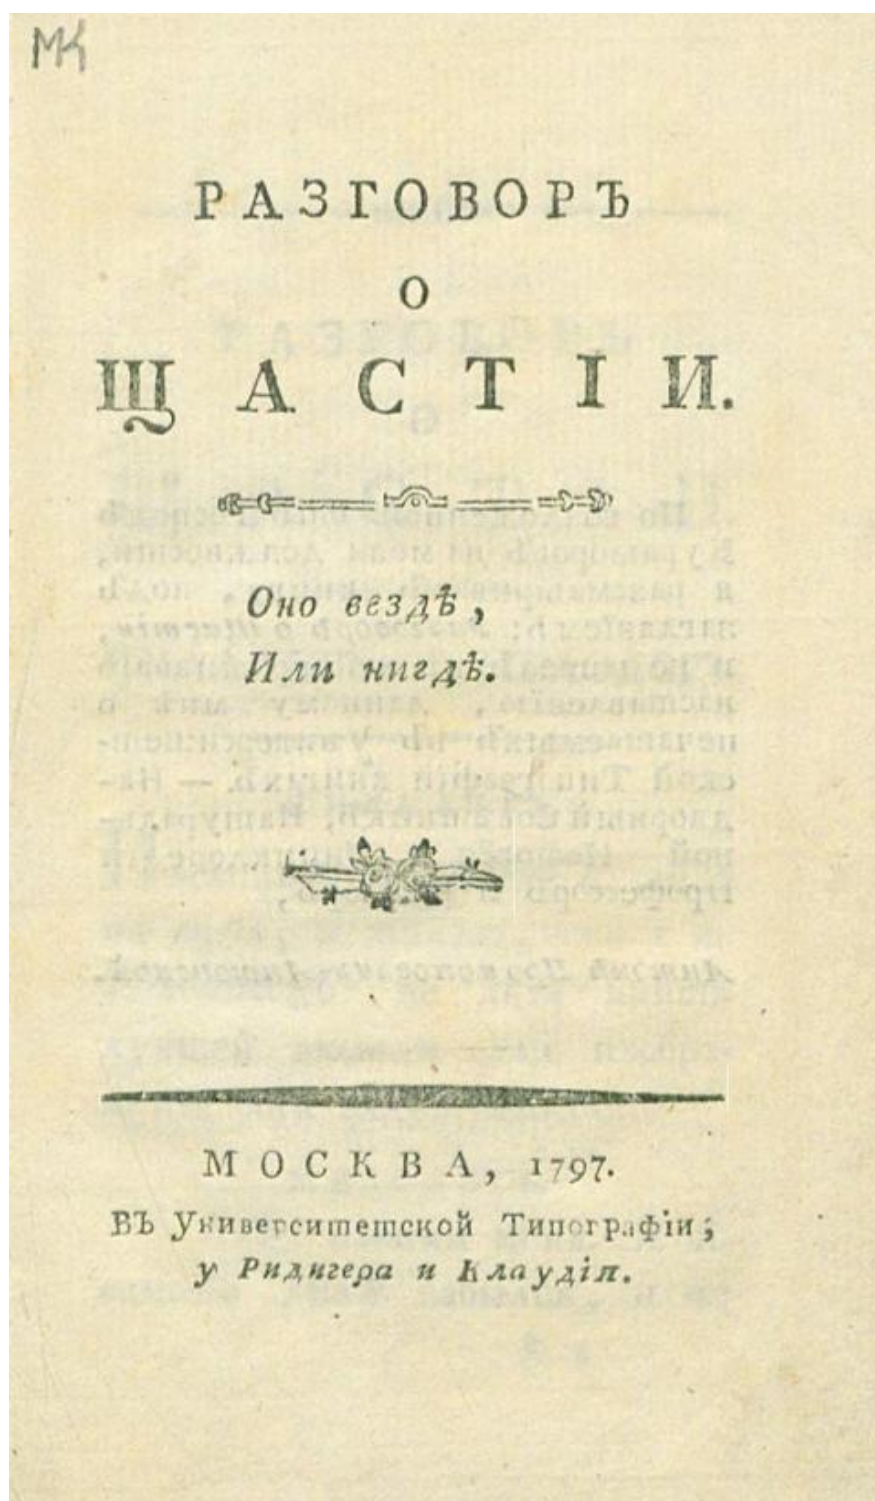 МК
РАЗГОВОРЪ
О
ЩАСТІИ.
Оно вездѣ,
Или нигдѣ.
МОСКВА, 1797.
ВЪ Университетской Типографіи;
у Ридигера и Клаудія.